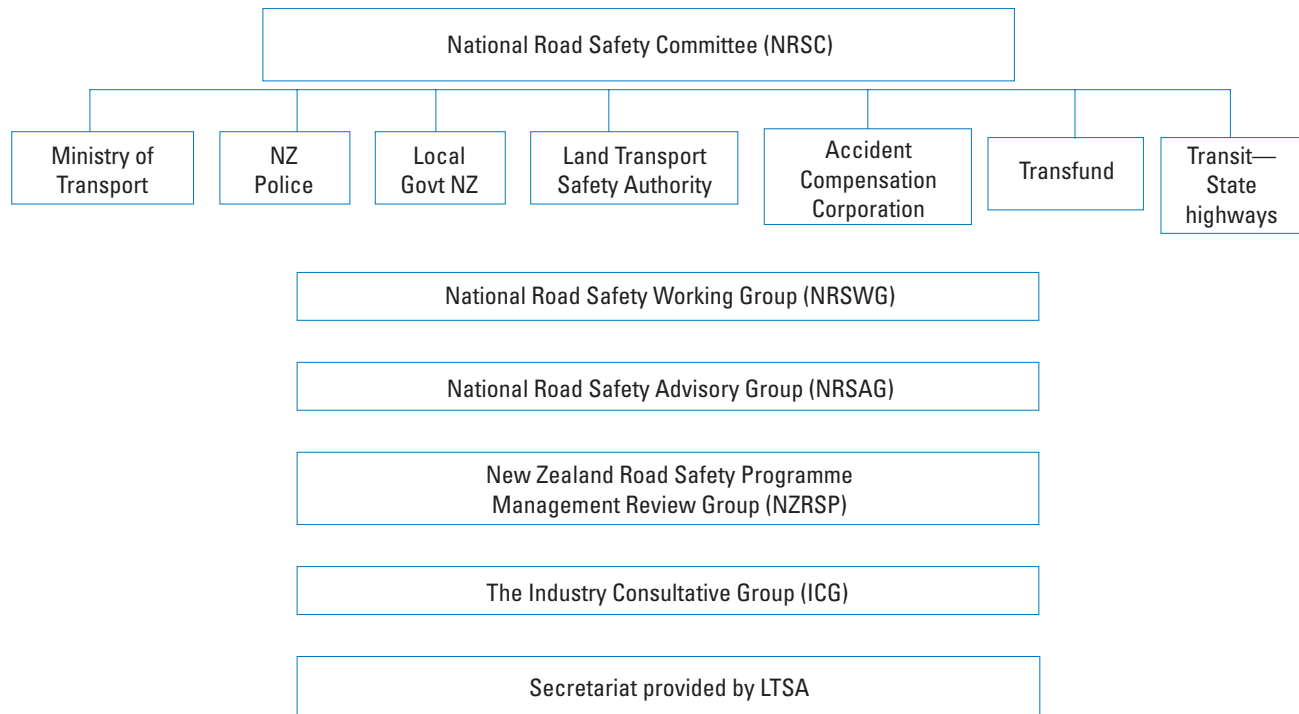 National Road Safety Committee (NRSC)
Ministry of
Transport
NZ
Police
Local
Govt NZ
Land Transport
Safety Authority
Accident
Compensation
Corporation
Transfund
Transit—
State
highways
National Road Safety Working Group (NRSWG)
National Road Safety Advisory Group (NRSAG)
New Zealand Road Safety Programme
Management Review Group (NZRSP)
The Industry Consultative Group (ICG)
Secretariat provided by LTSA